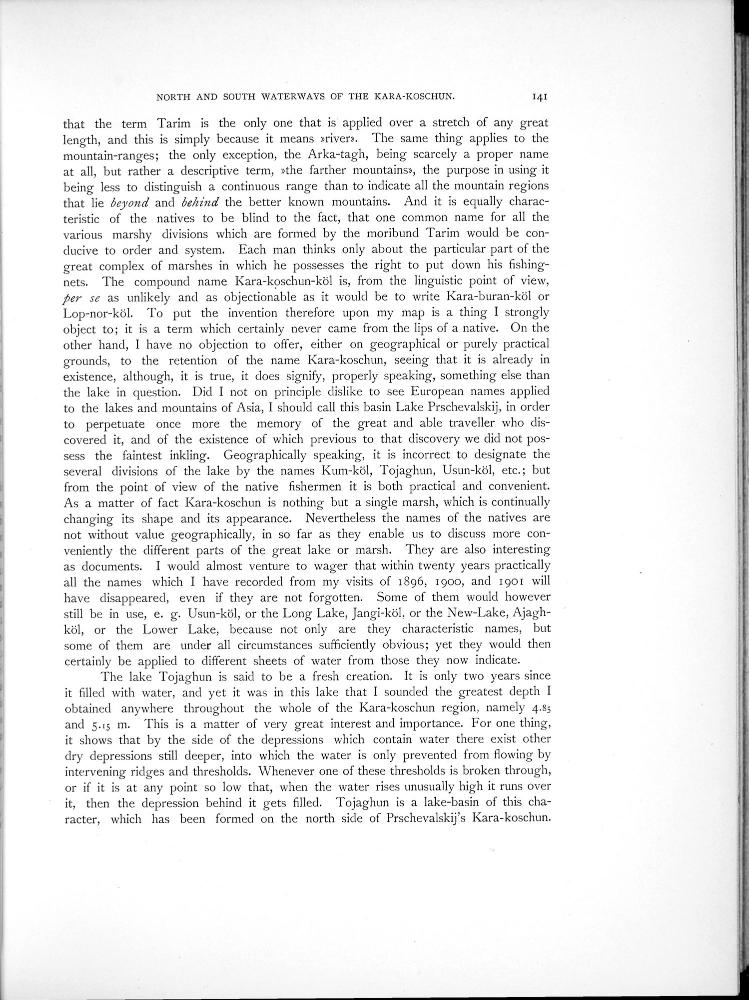 NORTH AND SOUTH WATERWAYS OF THE KARA-KOSCHUN. 141
that the term Tarim is the only one that is applied over a stretch of any great
length, and this is simply because it means »river». The same thing applies to the
mountain-ranges; the only exception, the Arka-tagh, being scarcely a proper name
at all, but rather a descriptive term, »the farther mountains», the purpose in using it
being less to distinguish a continuous range than to indicate all the mountain regions
that lie beyond and behind the better known mountains. And it is equally charac-
teristic of the natives to be blind to the fact, that one common name for all the
various marshy divisions which are formed by the moribund Tarim would be con-
ducive to order and system. Each man thinks only about the particular part of the
great complex of marshes in which he possesses the right to put down his fishing-
nets. The compound name Kara-koschun-köl is, from the linguistic point of view,
per se as unlikely and as objectionable as it would be to write Kara-buran-köl or
Lop-nor-köl. To put the invention therefore upon my map is a thing I strongly
object to; it is a term which certainly never came from the lips of a native. On the
other hand, I have no objection to offer, either on geographical or purely practical
grounds, to the retention of the name Kara-koschun, seeing that it is already in
existence, although, it is true, it does signify, properly speaking, something else than
the lake in question. Did I not on principle dislike to see European names applied
to the lakes and mountains of Asia, I should call this basin Lake Prschevalskij, in order
to perpetuate once more the memory of the great and able traveller who dis-
covered it, and of the existence of which previous to that discovery we did not pos-
sess the faintest inkling. Geographically speaking, it is incorrect to designate the
several divisions of the lake by the names Kum-köl, Tojaghun, Usun-köl, etc.; but
from the point of view of the native fishermen it is both practical and convenient.
As a matter of fact Kara-koschun is nothing but a single marsh, which is continually
changing its shape and its appearance. Nevertheless the names of the natives are
not without value geographically, in so far as they enable us to discuss more con-
veniently the different parts of the great lake or marsh. They are also interesting
as documents. I would almost venture to wager that within twenty years practically
all the names which I have recorded from my visits of 1896, 1900, and 1901 will
have disappeared, even if they are not forgotten. Some of them would however
still be in use, e. g. Usun-köl, or the Long Lake, Jangi-köl, or the New-Lake, Ajagh-
köl, or the Lower Lake, because not only are they characteristic names, but
some of them are under all circumstances sufficiently obvious; yet they would then
certainly be applied to different sheets of water from those they now indicate.
The lake Tojaghun is said to be a fresh creation. It is only two years since
it filled with water, and yet it was in this lake that I sounded the greatest depth I
obtained anywhere throughout the whole of the Kara-koschun region, namely 4.85
and 5.15 m. This is a matter of very great interest and importance. For one thing,
it shows that by the side of the depressions which contain water there exist other
dry depressions still deeper, into which the water is only prevented from flowing by
intervening ridges and thresholds. Whenever one of these thresholds is broken through,
or if it is at any point so low that, when the water rises unusually high it runs over
it, then the depression behind it gets filled. Tojaghun is a lake-basin of this cha-
racter, which has been formed on the north side of Prschevalskij's Kara-koschun.